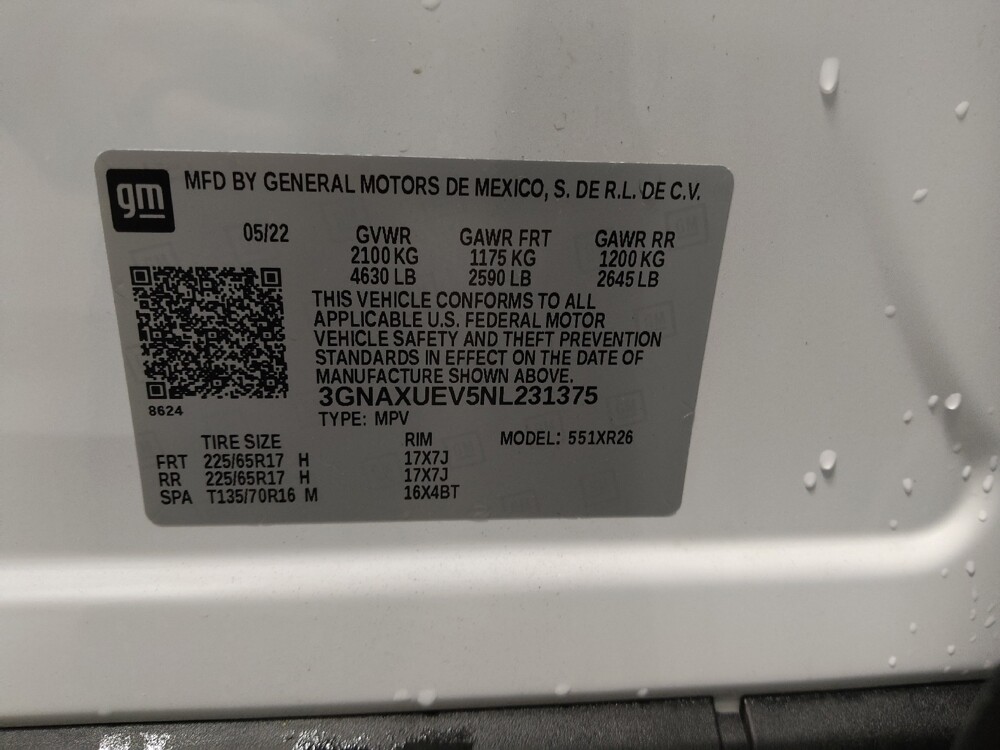 gm
MFD BY GENERAL MOTORS DE MEXICO, S. DE R.L. DE C.V.
05/22 GVWR GAWR FRT GAWR RR
2100 KG 1175 KG 1200 KG
4630 LB 2590 LB 2645 LB
THIS VEHICLE CONFORMS TO ALL
APPLICABLE U.S. FEDERAL MOTOR
VEHICLE SAFETY AND THEFT PREVENTION
STANDARDS IN EFFECT ON THE DATE OF
MANUFACTURE SHOWN ABOVE.
3GNAXUEV5NL231375
8624
TYPE: MPV
TIRE SIZE RIM MODEL: 551XR26
FRT 225/65R17 H 17X7J
RR 225/65R17 H 17X7J
SPA T135/70R16 M 16X4BT